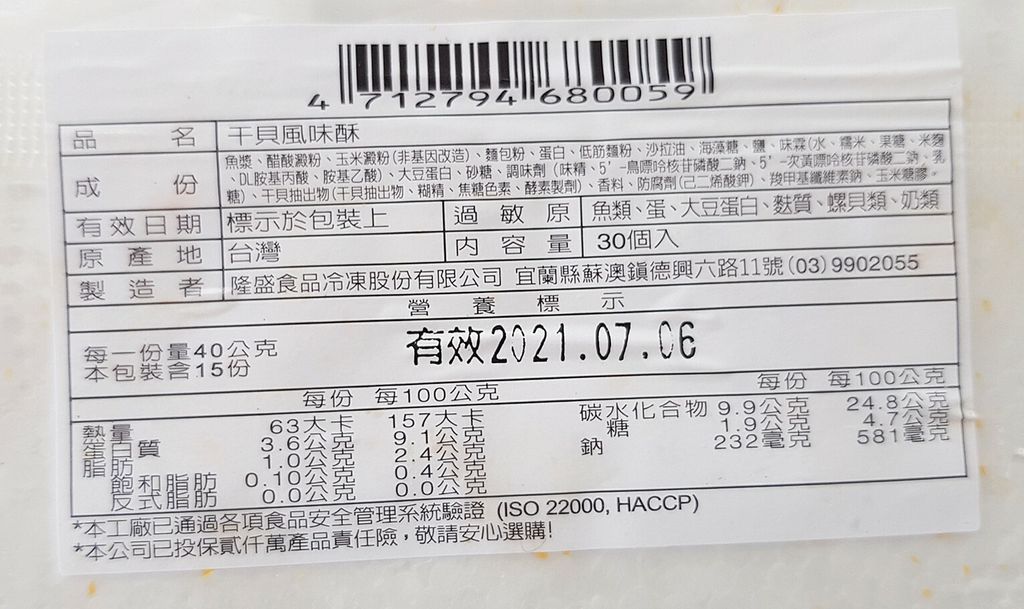 4 712794 680059
品名 干貝風味酥
成份 魚漿、醋酸澱粉、玉米澱粉(非基因改造)、麵包粉、蛋白、低筋麵粉、沙拉油、海藻糖、鹽、味霖(水、糯米、果糖、米麴
、DL胺基丙酸、胺基乙酸)、大豆蛋白、砂糖、調味劑(味精、5'-鳥嘌呤核苷磷酸二鈉、5'-次黃嘌呤核苷磷酸二鈉、乳
糖)、干貝抽出物(干貝抽出物、糊精、焦糖色素、酵素製劑)、香料、防腐劑(己二烯酸鉀)、羧甲基纖維素鈉、玉米糖膠。
有效日期 標示於包裝上 過敏原 魚類、蛋、大豆蛋白、麩質、螺貝類、奶類
原產地 台灣 內容量 30個入
製造者 隆盛食品冷凍股份有限公司 宜蘭縣蘇澳鎮德興六路11號(03)9902055
營養標示
有效2021.07.06
每一份量40公克
本包裝含15份
每份 每100公克 每份 每100公克
熱量 63大卡 157大卡 碳水化合物 9.9公克 24.8公克
蛋白質 3.6公克 9.1公克 糖 1.9公克 4.7公克
脂肪 1.0公克 2.4公克 鈉 232毫克 581毫克
飽和脂肪 0.10公克 0.4公克
反式脂肪 0.0公克 0.0公克
*本工廠已通過各項食品安全管理系統驗證 (ISO 22000, HACCP)
*本公司已投保貳仟萬產品責任險，敬請安心選購!